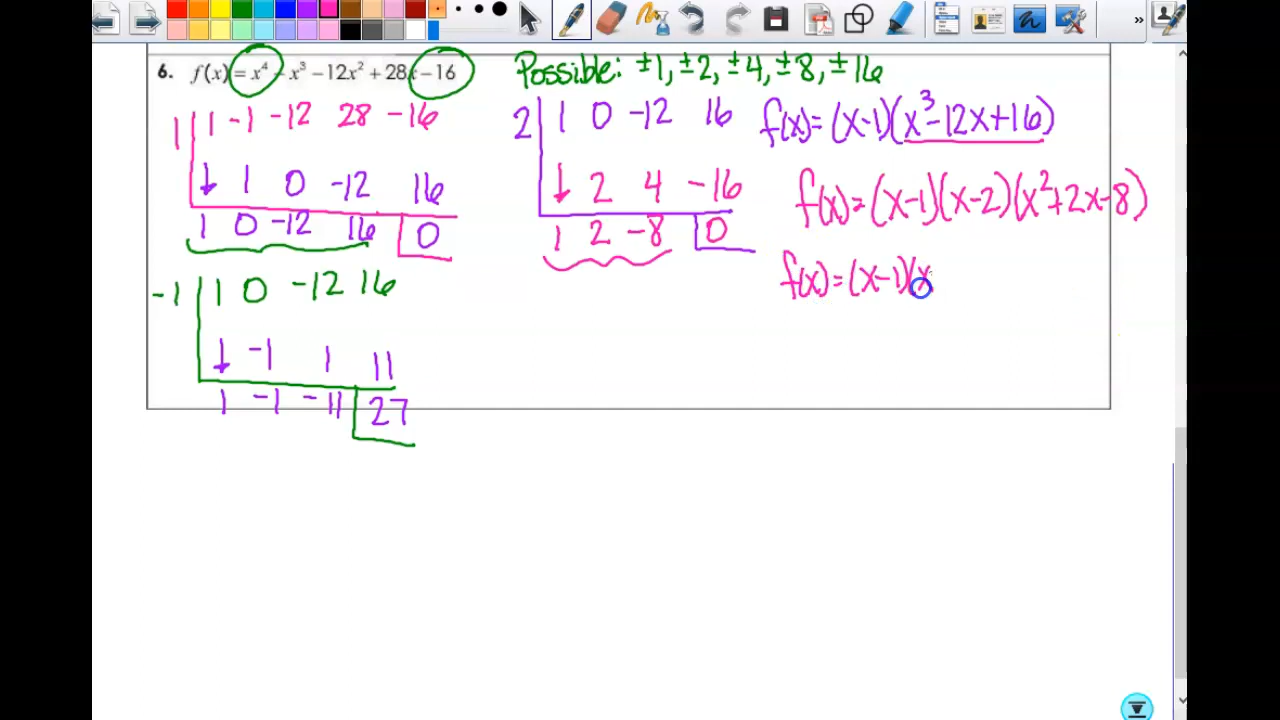 6. f(x) = x⁴ - x³ - 12x² + 28x - 16
Possible: ±1, ±2, ±4, ±8, ±16
1 | 1 -1 -12 28 -16
↓ 1 0 -12 16
1 0 -12 16 | 0
-1 | 1 0 -12 16
↓ -1 1 11
1 -1 -11 | 27
2 | 1 0 -12 16
↓ 2 4 -16
1 2 -8 | 0
f(x) = (x-1)(x³-12x+16)
f(x) = (x-1)(x-2)(x²+2x-8)
f(x) = (x-1)(x